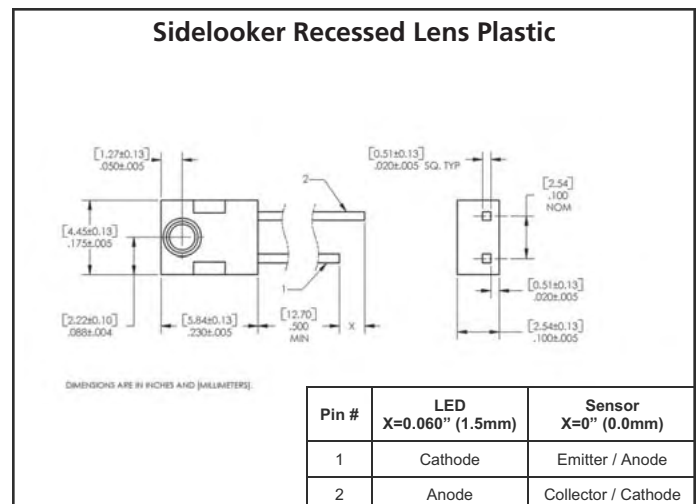 Sidelooker Recessed Lens Plastic
[1.27±0.13]
.050±.005
[0.51±0.13]
.020±.005 SQ. TYP
2
[2.54]
.100
NOM
[4.45±0.13]
.175±.005
1
[0.51±0.13]
.020±.005
[2.22±0.10]
.088±.004
[5.84±0.13]
.230±.005
[12.70]
.500
MIN
X
[2.54±0.13]
.100±.005
DIMENSIONS ARE IN INCHES AND [MILLIMETERS].
Pin # LED X=0.060” (1.5mm) Sensor X=0” (0.0mm)
1 Cathode Emitter / Anode
2 Anode Collector / Cathode